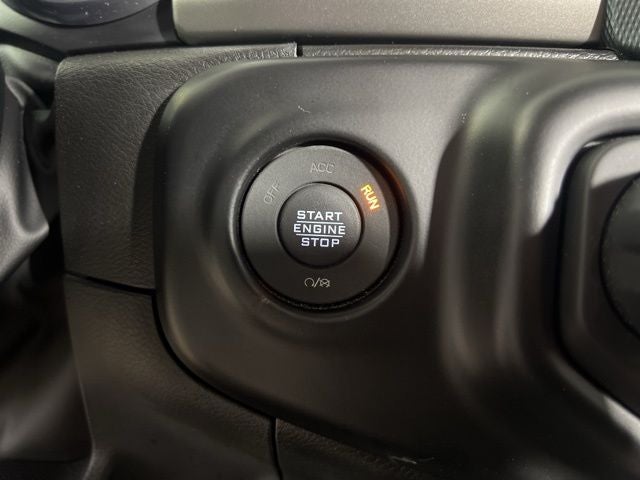 OFF ACC RUN
START
ENGINE
STOP